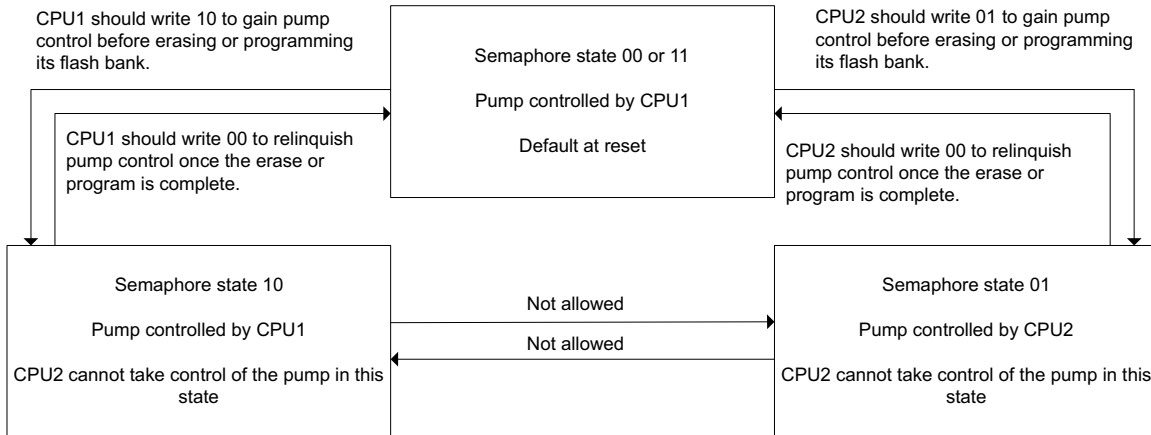 CPU1 should write 10 to gain pump
control before erasing or programming
its flash bank.
Semaphore state 00 or 11
Pump controlled by CPU1
Default at reset
CPU2 should write 01 to gain pump
control before erasing or programming
its flash bank.
CPU1 should write 00 to relinquish
pump control once the erase or
program is complete.
CPU2 should write 00 to relinquish
pump control once the erase or
program is complete.
Semaphore state 10
Pump controlled by CPU1
CPU2 cannot take control of the pump in this
state
Not allowed
Not allowed
Semaphore state 01
Pump controlled by CPU2
CPU2 cannot take control of the pump in this
state